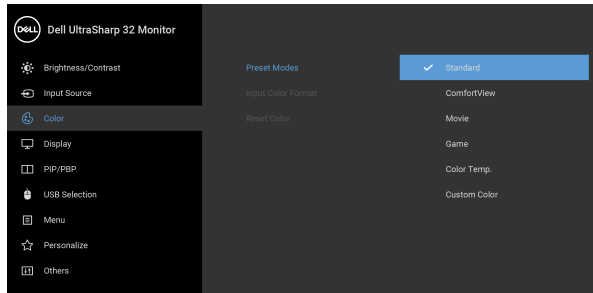 DELL
Dell UltraSharp 32 Monitor
Brightness/Contrast
Input Source
Color
Display
PIP/PBP
USB Selection
Menu
Personalize
Others
Preset Modes
Input Color Format
Reset Color
Standard
ComfortView
Movie
Game
Color Temp.
Custom Color